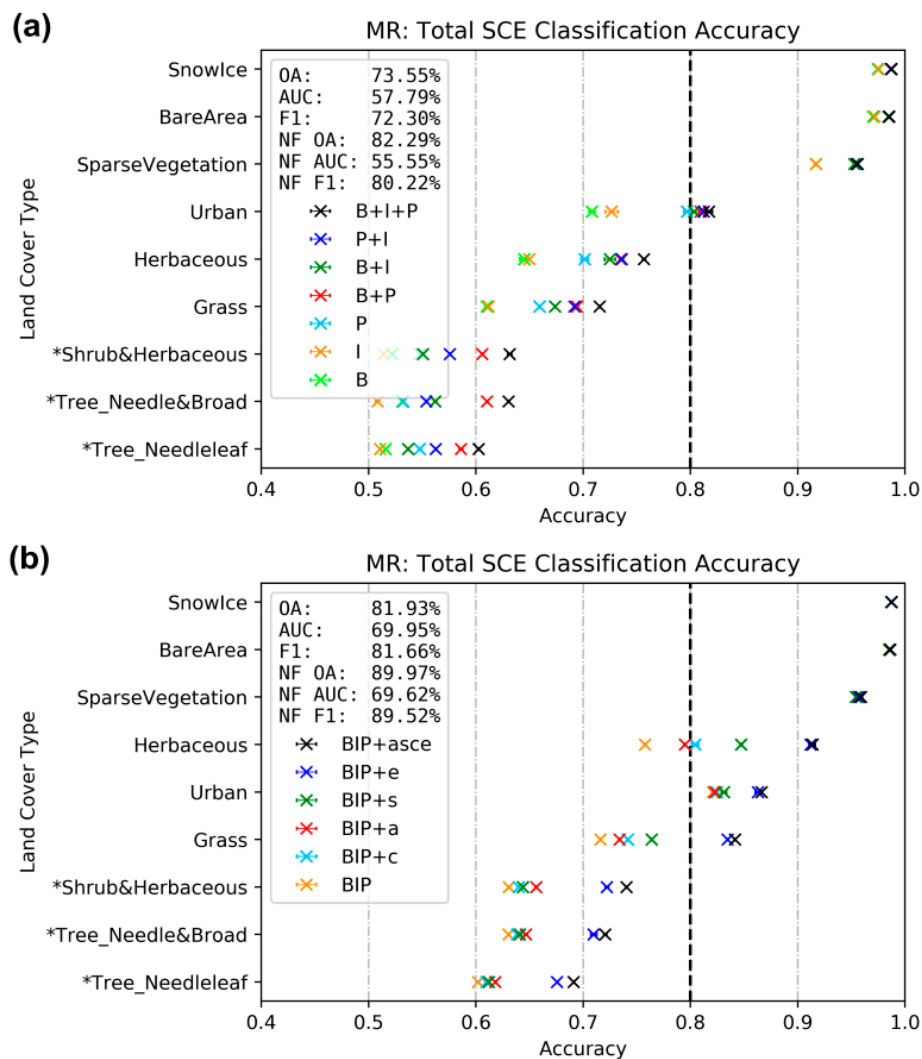 (a)
MR: Total SCE Classification Accuracy
Land Cover Type
SnowIce
BareArea
SparseVegetation
Urban
Herbaceous
Grass
*Shrub&Herbaceous
*Tree_Needle&Broad
*Tree_Needleleaf
OA: 73.55%
AUC: 57.79%
F1: 72.30%
NF OA: 82.29%
NF AUC: 55.55%
NF F1: 80.22%
B+I+P
P+I
B+I
B+P
P
I
B
0.4 0.5 0.6 0.7 0.8 0.9 1.0
Accuracy
(b)
MR: Total SCE Classification Accuracy
Land Cover Type
SnowIce
BareArea
SparseVegetation
Herbaceous
Urban
Grass
*Shrub&Herbaceous
*Tree_Needle&Broad
*Tree_Needleleaf
OA: 81.93%
AUC: 69.95%
F1: 81.66%
NF OA: 89.97%
NF AUC: 69.62%
NF F1: 89.52%
BIP+asce
BIP+e
BIP+s
BIP+a
BIP+c
BIP
0.4 0.5 0.6 0.7 0.8 0.9 1.0
Accuracy